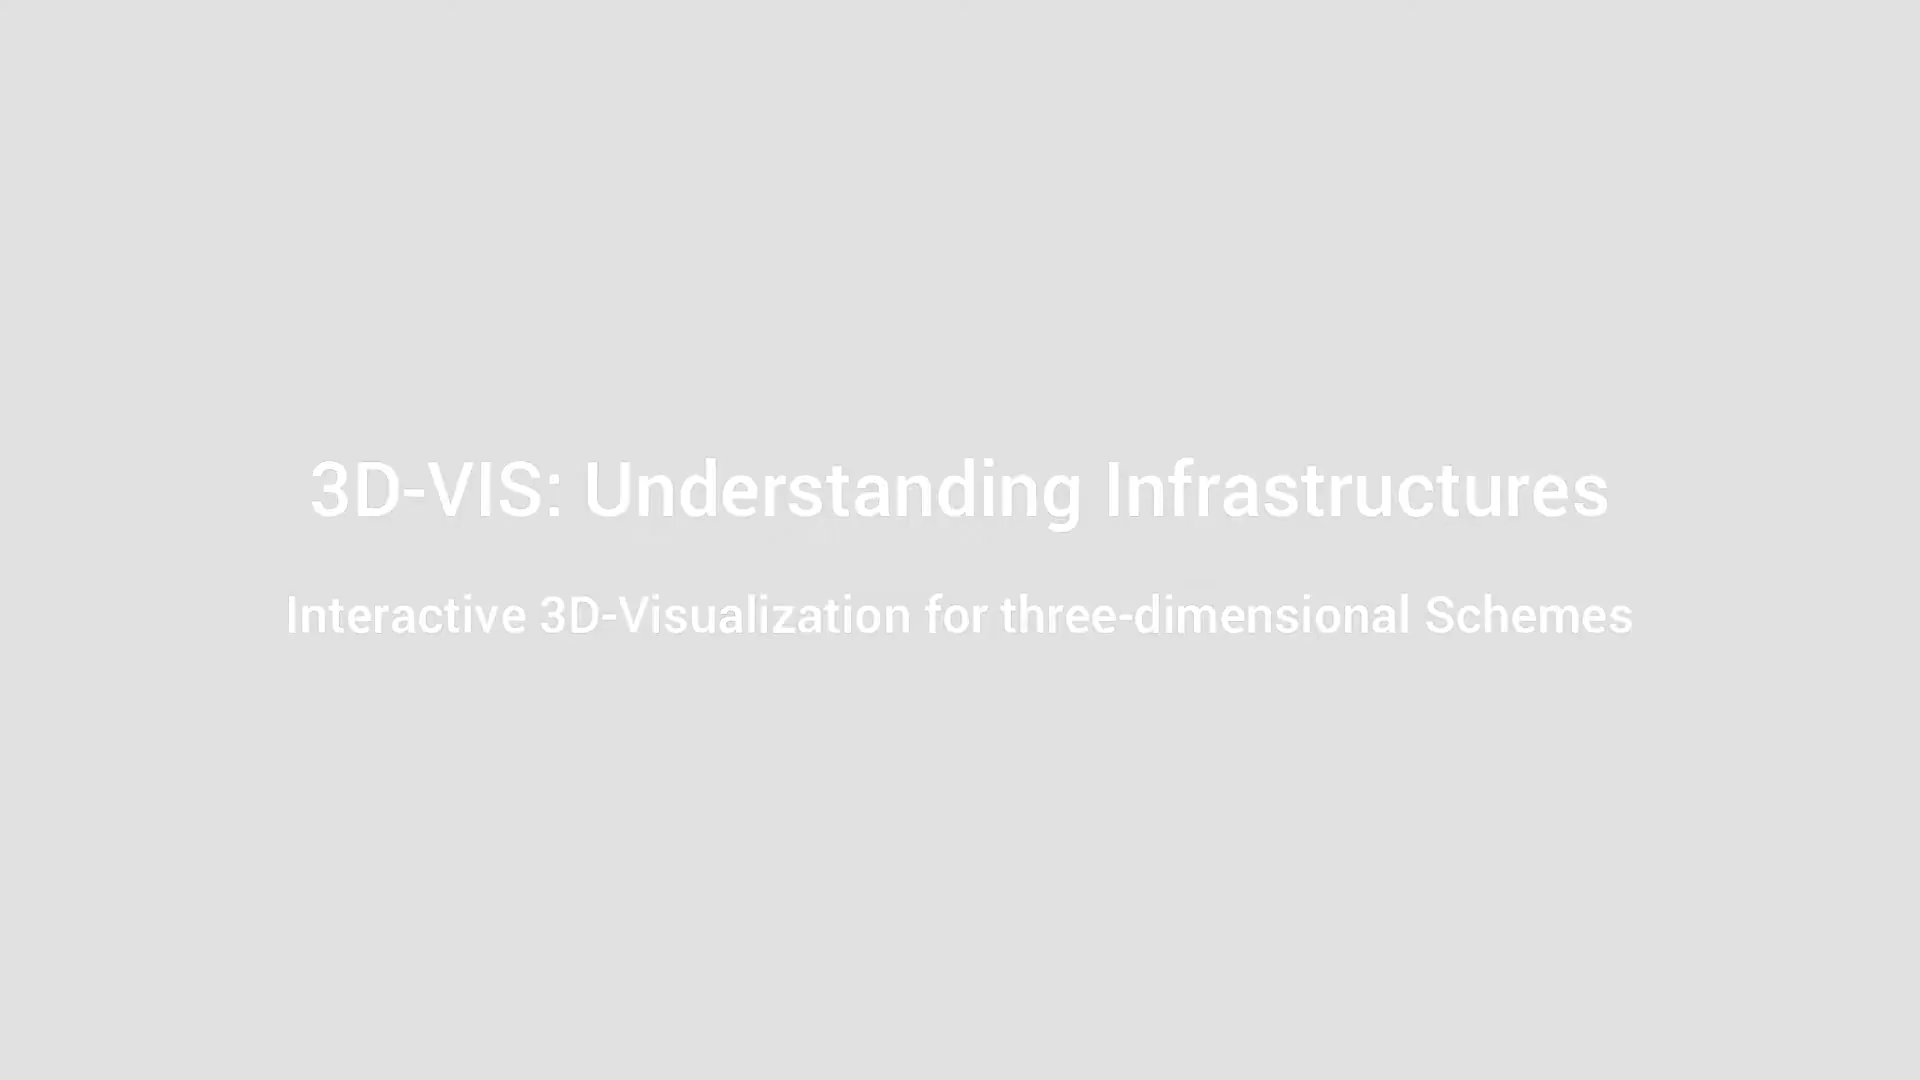 3D-VIS: Understanding Infrastructures
Interactive 3D-Visualization for three-dimensional Schemes